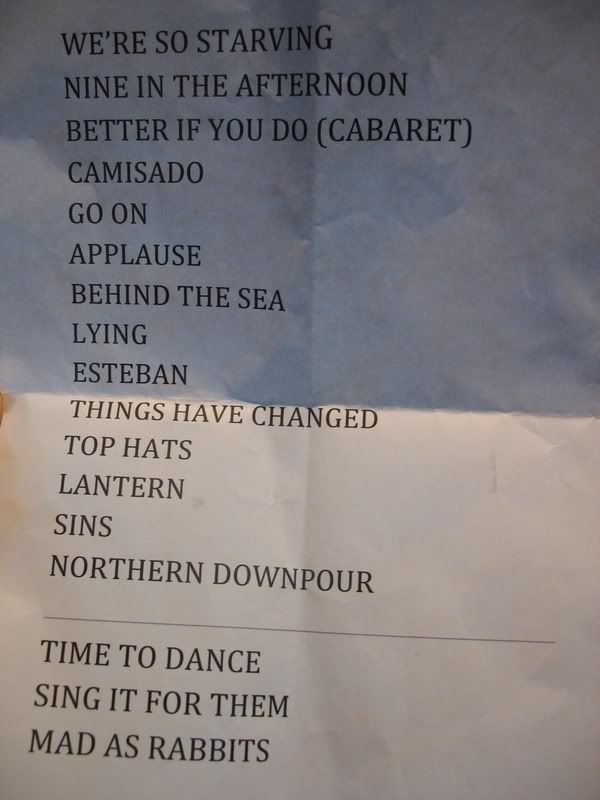 WE'RE SO STARVING
NINE IN THE AFTERNOON
BETTER IF YOU DO (CABARET)
CAMISADO
GO ON
APPLAUSE
BEHIND THE SEA
LYING
ESTEBAN
THINGS HAVE CHANGED
TOP HATS
LANTERN
SINS
NORTHERN DOWNPOUR
TIME TO DANCE
SING IT FOR THEM
MAD AS RABBITS